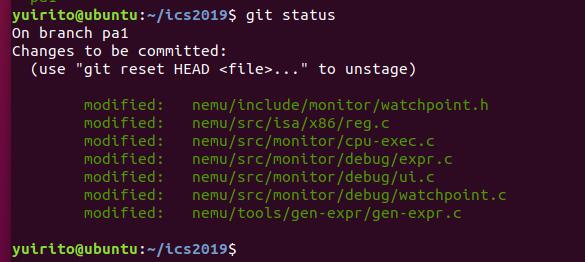 pa1
yuirito@ubuntu:~/ics2019$ git status
On branch pa1
Changes to be committed:
  (use "git reset HEAD <file>..." to unstage)

        modified:   nemu/include/monitor/watchpoint.h
        modified:   nemu/src/isa/x86/reg.c
        modified:   nemu/src/monitor/cpu-exec.c
        modified:   nemu/src/monitor/debug/expr.c
        modified:   nemu/src/monitor/debug/ui.c
        modified:   nemu/src/monitor/debug/watchpoint.c
        modified:   nemu/tools/gen-expr/gen-expr.c

yuirito@ubuntu:~/ics2019$